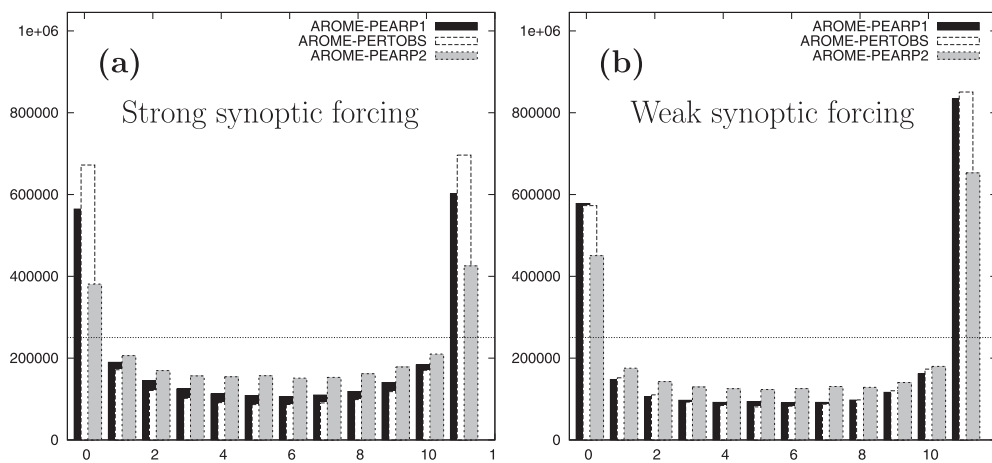 1e+06
800000
600000
400000
200000
0
0 2 4 6 8 10 1
(a)
Strong synoptic forcing
AROME-PEARP1
AROME-PERTOBS
AROME-PEARP2
1e+06
800000
600000
400000
200000
0
0 2 4 6 8 10
(b)
Weak synoptic forcing
AROME-PEARP1
AROME-PERTOBS
AROME-PEARP2